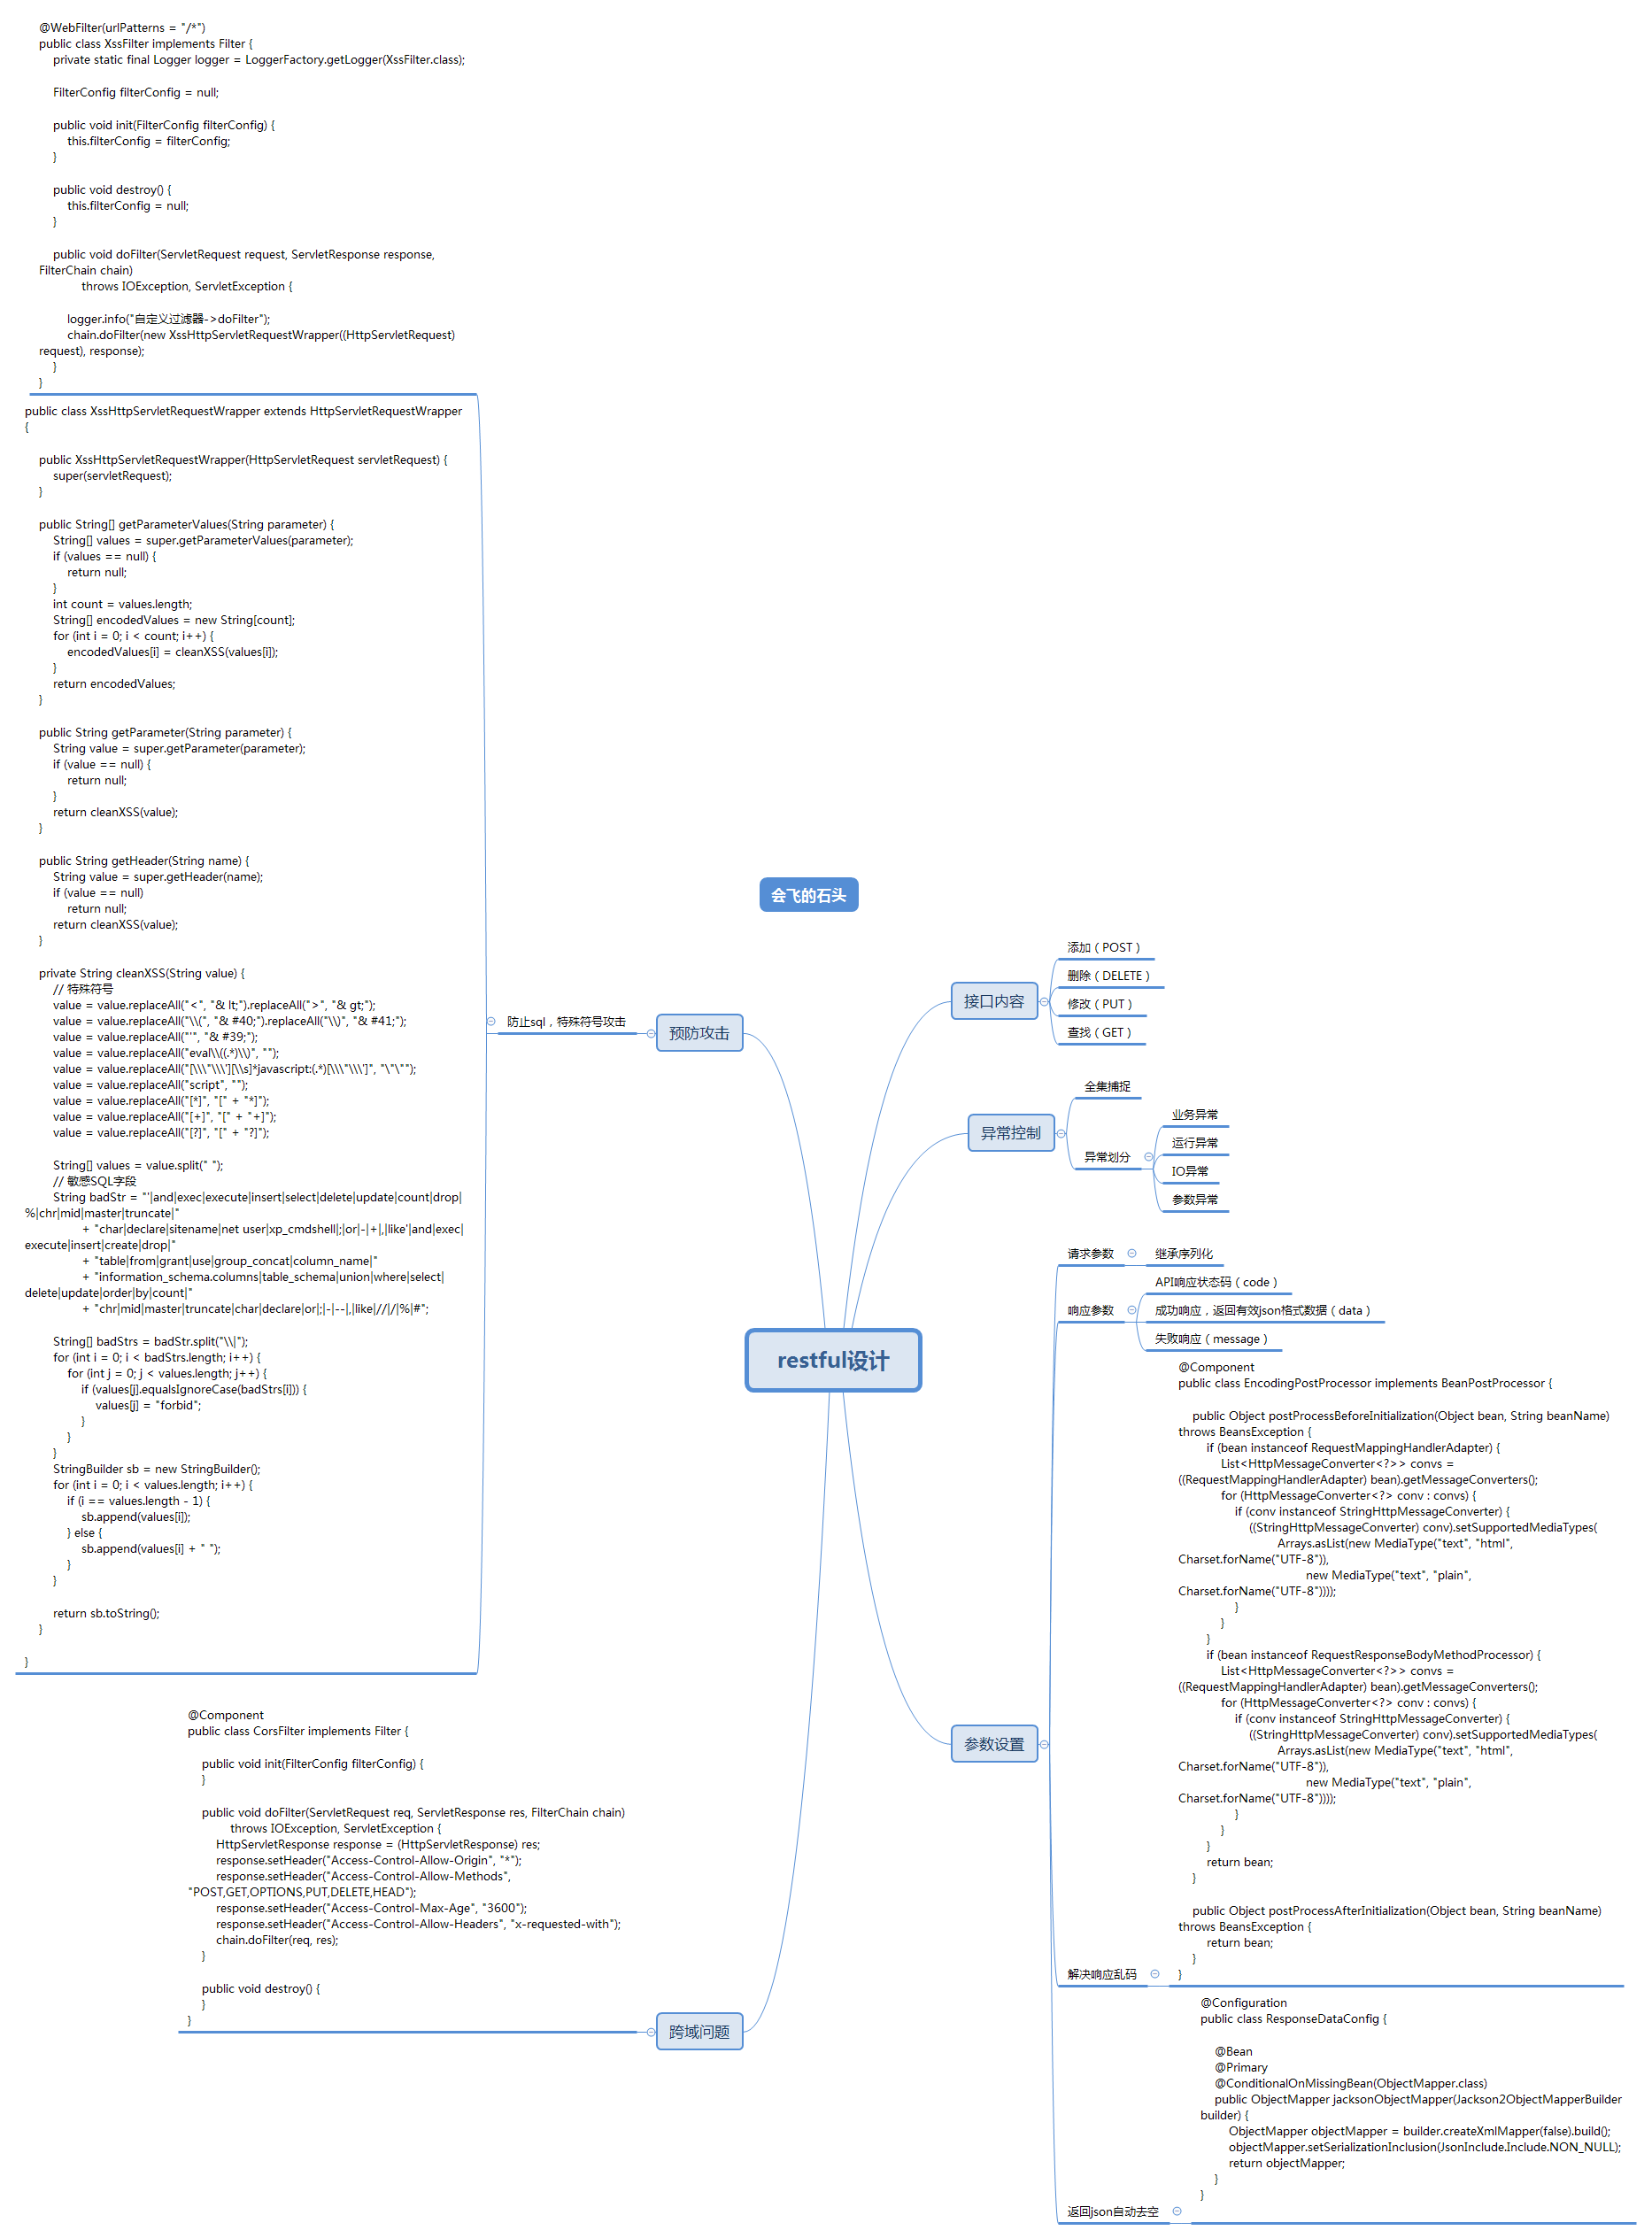 @WebFilter(urlPatterns = "/*")
public class XssFilter implements Filter {
private static final Logger logger = LoggerFactory.getLogger(XssFilter.class);
FilterConfig filterConfig = null;
public void init(FilterConfig filterConfig) {
this.filterConfig = filterConfig;
}
public void destroy() {
this.filterConfig = null;
}
public void doFilter(ServletRequest request, ServletResponse response,
FilterChain chain)
throws IOException, ServletException {
logger.info("自定义过滤器->doFilter");
chain.doFilter(new XssHttpServletRequestWrapper((HttpServletRequest)
request), response);
}
}
public class XssHttpServletRequestWrapper extends HttpServletRequestWrapper
{
public XssHttpServletRequestWrapper(HttpServletRequest servletRequest) {
super(servletRequest);
}
public String[] getParameterValues(String parameter) {
String[] values = super.getParameterValues(parameter);
if (values == null) {
return null;
}
int count = values.length;
String[] encodedValues = new String[count];
for (int i = 0; i < count; i++) {
encodedValues[i] = cleanXSS(values[i]);
}
return encodedValues;
}
public String getParameter(String parameter) {
String value = super.getParameter(parameter);
if (value == null) {
return null;
}
return cleanXSS(value);
}
public String getHeader(String name) {
String value = super.getHeader(name);
if (value == null)
return null;
return cleanXSS(value);
}
private String cleanXSS(String value) {
// 特殊符号
value = value.replaceAll("<", "& lt;").replaceAll(">", "& gt;");
value = value.replaceAll("\\(", "& #40;").replaceAll("\\)", "& #41;");
value = value.replaceAll("'", "& #39;");
value = value.replaceAll("eval\\((.*)\\)", "");
value = value.replaceAll("[\\\"\\\'][\\s]*javascript:(.*)[\\\"\\\']", "\"\"");
value = value.replaceAll("script", "");
value = value.replaceAll("[*]", "[" + "*]");
value = value.replaceAll("[+]", "[" + "+]");
value = value.replaceAll("[?]", "[" + "?]");
String[] values = value.split(" ");
// 敏感SQL字段
String badStr = "'|and|exec|execute|insert|select|delete|update|count|drop|
%|chr|mid|master|truncate|"
+ "char|declare|sitename|net user|xp_cmdshell|;|or|-|+|,|like'|and|exec|
execute|insert|create|drop|"
+ "table|from|grant|use|group_concat|column_name|"
+ "information_schema.columns|table_schema|union|where|select|
delete|update|order|by|count|"
+ "chr|mid|master|truncate|char|declare|or|;|-|--|,|like|//|/|%|#";
String[] badStrs = badStr.split("\\|");
for (int i = 0; i < badStrs.length; i++) {
for (int j = 0; j < values.length; j++) {
if (values[j].equalsIgnoreCase(badStrs[i])) {
values[j] = "forbid";
}
}
}
StringBuilder sb = new StringBuilder();
for (int i = 0; i < values.length; i++) {
if (i == values.length - 1) {
sb.append(values[i]);
} else {
sb.append(values[i] + " ");
}
}
return sb.toString();
}
}
防止sql，特殊符号攻击
预防攻击
@Component
public class CorsFilter implements Filter {
public void init(FilterConfig filterConfig) {
}
public void doFilter(ServletRequest req, ServletResponse res, FilterChain chain)
throws IOException, ServletException {
HttpServletResponse response = (HttpServletResponse) res;
response.setHeader("Access-Control-Allow-Origin", "*");
response.setHeader("Access-Control-Allow-Methods",
"POST,GET,OPTIONS,PUT,DELETE,HEAD");
response.setHeader("Access-Control-Max-Age", "3600");
response.setHeader("Access-Control-Allow-Headers", "x-requested-with");
chain.doFilter(req, res);
}
public void destroy() {
}
}
跨域问题
会飞的石头
restful设计
接口内容
添加（POST）
删除（DELETE）
修改（PUT）
查找（GET）
异常控制
全集捕捉
异常划分
业务异常
运行异常
IO异常
参数异常
参数设置
请求参数
继承序列化
响应参数
API响应状态码（code）
成功响应，返回有效json格式数据（data）
失败响应（message）
解决响应乱码
@Component
public class EncodingPostProcessor implements BeanPostProcessor {
public Object postProcessBeforeInitialization(Object bean, String beanName)
throws BeansException {
if (bean instanceof RequestMappingHandlerAdapter) {
List<HttpMessageConverter<?>> convs =
((RequestMappingHandlerAdapter) bean).getMessageConverters();
for (HttpMessageConverter<?> conv : convs) {
if (conv instanceof StringHttpMessageConverter) {
((StringHttpMessageConverter) conv).setSupportedMediaTypes(
Arrays.asList(new MediaType("text", "html",
Charset.forName("UTF-8")),
new MediaType("text", "plain",
Charset.forName("UTF-8"))));
}
}
}
if (bean instanceof RequestResponseBodyMethodProcessor) {
List<HttpMessageConverter<?>> convs =
((RequestMappingHandlerAdapter) bean).getMessageConverters();
for (HttpMessageConverter<?> conv : convs) {
if (conv instanceof StringHttpMessageConverter) {
((StringHttpMessageConverter) conv).setSupportedMediaTypes(
Arrays.asList(new MediaType("text", "html",
Charset.forName("UTF-8")),
new MediaType("text", "plain",
Charset.forName("UTF-8"))));
}
}
}
return bean;
}
public Object postProcessAfterInitialization(Object bean, String beanName)
throws BeansException {
return bean;
}
}
返回json自动去空
@Configuration
public class ResponseDataConfig {
@Bean
@Primary
@ConditionalOnMissingBean(ObjectMapper.class)
public ObjectMapper jacksonObjectMapper(Jackson2ObjectMapperBuilder
builder) {
ObjectMapper objectMapper = builder.createXmlMapper(false).build();
objectMapper.setSerializationInclusion(JsonInclude.Include.NON_NULL);
return objectMapper;
}
}